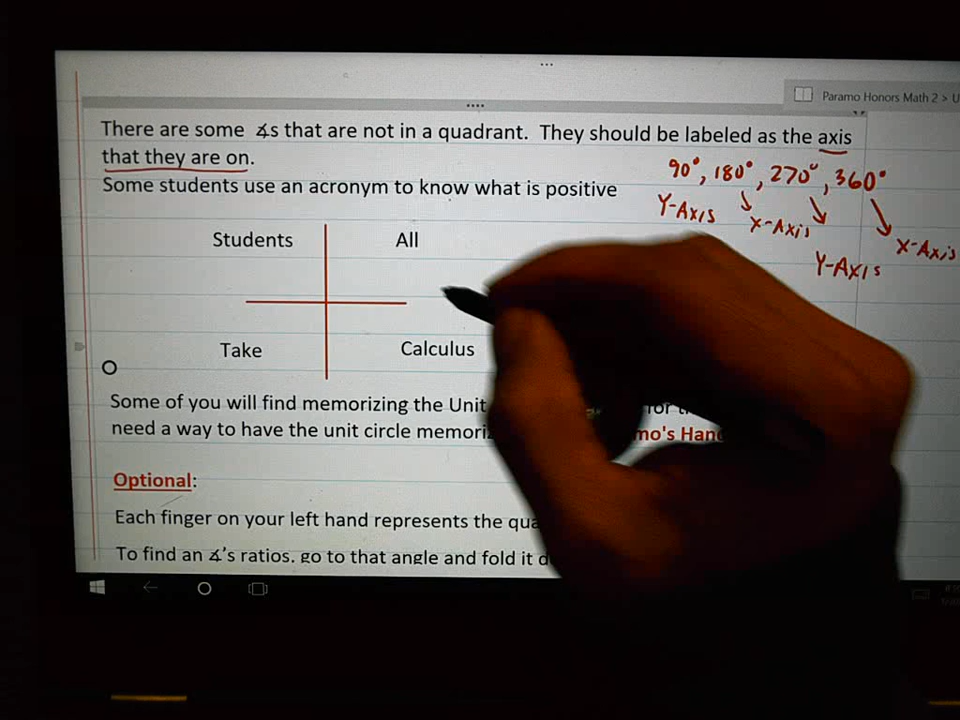 Paramo Honors Math 2 > U
There are some ∡s that are not in a quadrant. They should be labeled as the axis
that they are on.
90°, 180°, 270°, 360°
Some students use an acronym to know what is positive
Y-Axis X-Axis X-Axis
Y-Axis
Students All
Take Calculus
Some of you will find memorizing the Unit for
need a way to have the unit circle memori mo's Hand
Optional:
Each finger on your left hand represents the qua
To find an ∡'s ratios, go to that angle and fold it d